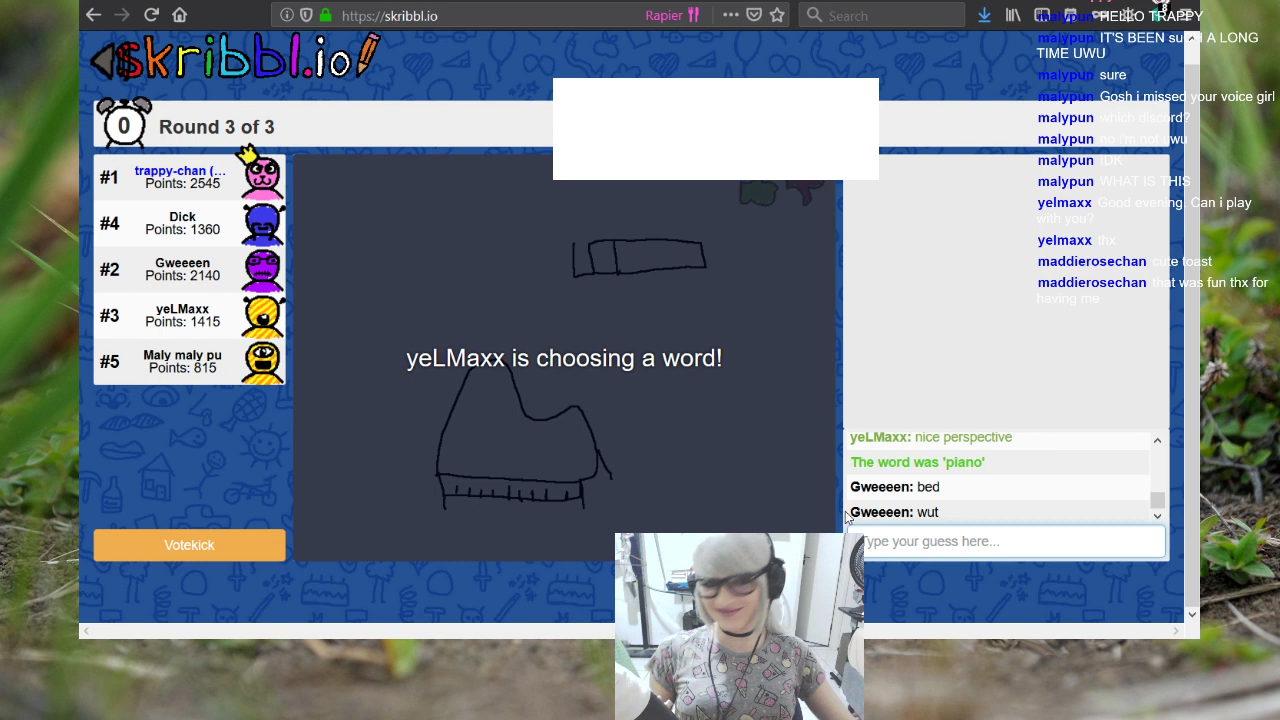 https://skribbl.io
Rapier
Search
skribbl.io
0
Round 3 of 3
#1
trappy-chan (...
Points: 2545
#4
Dick
Points: 1360
#2
Gweeeen
Points: 2140
#3
yeLMaxx
Points: 1415
#5
Maly maly pu
Points: 815
Votekick
yeLMaxx is choosing a word!
yeLMaxx: nice perspective
The word was 'piano'
Gweeeen: bed
Gweeeen: wut
Type your guess here...
malypun HELLO TRAPPY
malypun IT'S BEEN A LONG
TIME UWU
malypun sure
malypun Gosh i missed your voice girl
malypun which discord?
malypun no i'm not uwu
malypun IDK
malypun WHAT IS THIS
yelmaxx Good evening. Can i play
with you?
yelmaxx thx
maddierosechan cute toast
maddierosechan that was fun thx for
having me